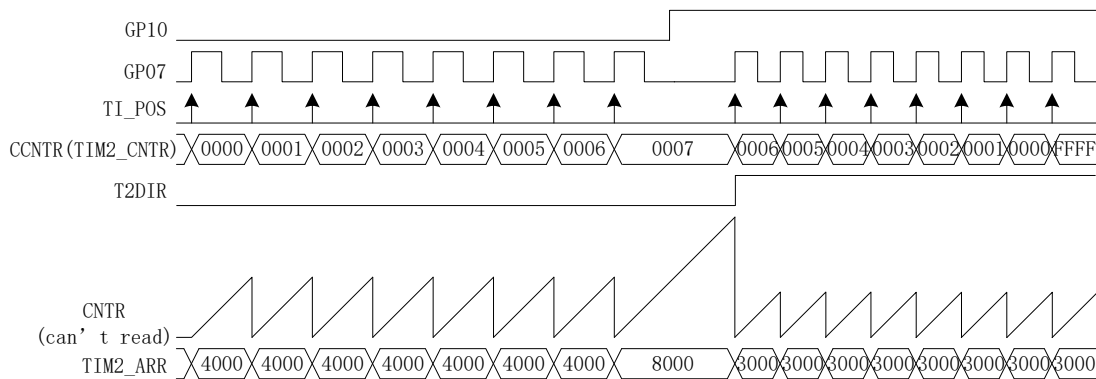 GP10
GP07
TI_POS
CCNTR(TIM2_CNTR) 0000 0001 0002 0003 0004 0005 0006 0007 0006 0005 0004 0003 0002 0001 0000 FFFF
T2DIR
CNTR
(can't read)
TIM2_ARR 4000 4000 4000 4000 4000 4000 4000 8000 3000 3000 3000 3000 3000 3000 3000 3000